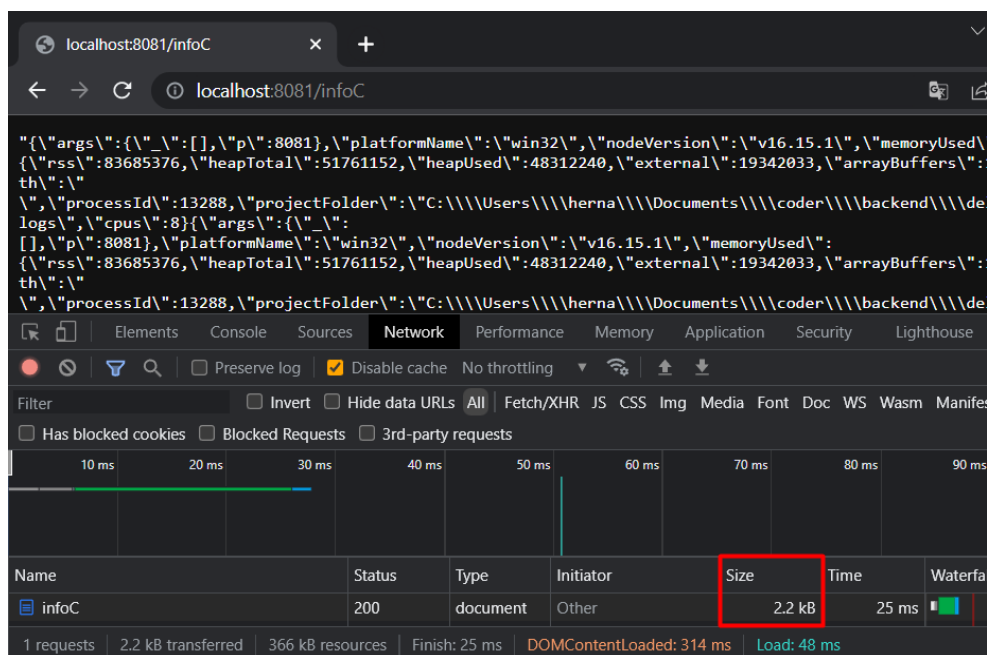 localhost:8081/infoC
localhost:8081/infoC
"{\"args\":{\"_\":[],\"p\":8081},\"platformName\":\"win32\",\"nodeVersion\":\"v16.15.1\",\"memoryUsed\
{\"rss\":83685376,\"heapTotal\":51761152,\"heapUsed\":48312240,\"external\":19342033,\"arrayBuffers\":
th\":\"
\",\"processId\":13288,\"projectFolder\":\"C:\\\\Users\\\\herna\\\\Documents\\\\coder\\\\backend\\\\de
logs\",\"cpus\":8}{\"args\":{\"_\":
[],\"p\":8081},\"platformName\":\"win32\",\"nodeVersion\":\"v16.15.1\",\"memoryUsed\":
{\"rss\":83685376,\"heapTotal\":51761152,\"heapUsed\":48312240,\"external\":19342033,\"arrayBuffers\":
th\":\"
\",\"processId\":13288,\"projectFolder\":\"C:\\\\Users\\\\herna\\\\Documents\\\\coder\\\\backend\\\\de
Elements Console Sources Network Performance Memory Application Security Lighthouse
Preserve log Disable cache No throttling
Filter Invert Hide data URLs All Fetch/XHR JS CSS Img Media Font Doc WS Wasm Manifes
Has blocked cookies Blocked Requests 3rd-party requests
10 ms 20 ms 30 ms 40 ms 50 ms 60 ms 70 ms 80 ms 90 ms
Name Status Type Initiator Size Time Waterfa
infoC 200 document Other 2.2 kB 25 ms
1 requests 2.2 kB transferred 366 kB resources Finish: 25 ms DOMContentLoaded: 314 ms Load: 48 ms